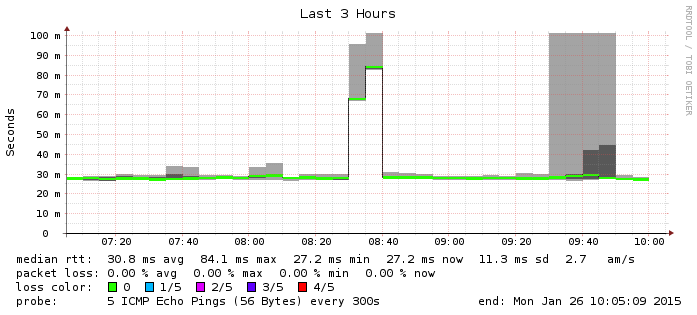 Last 3 Hours
RRDTOOL / TOBI OETIKER
Seconds
100 m
90 m
80 m
70 m
60 m
50 m
40 m
30 m
20 m
10 m
0
07:20 07:40 08:00 08:20 08:40 09:00 09:20 09:40 10:00
median rtt: 30.8 ms avg 84.1 ms max 27.2 ms min 27.2 ms now 11.3 ms sd 2.7 am/s
packet loss: 0.00 % avg 0.00 % max 0.00 % min 0.00 % now
loss color: 0 1/5 2/5 3/5 4/5
probe: 5 ICMP Echo Pings (56 Bytes) every 300s end: Mon Jan 26 10:05:09 2015